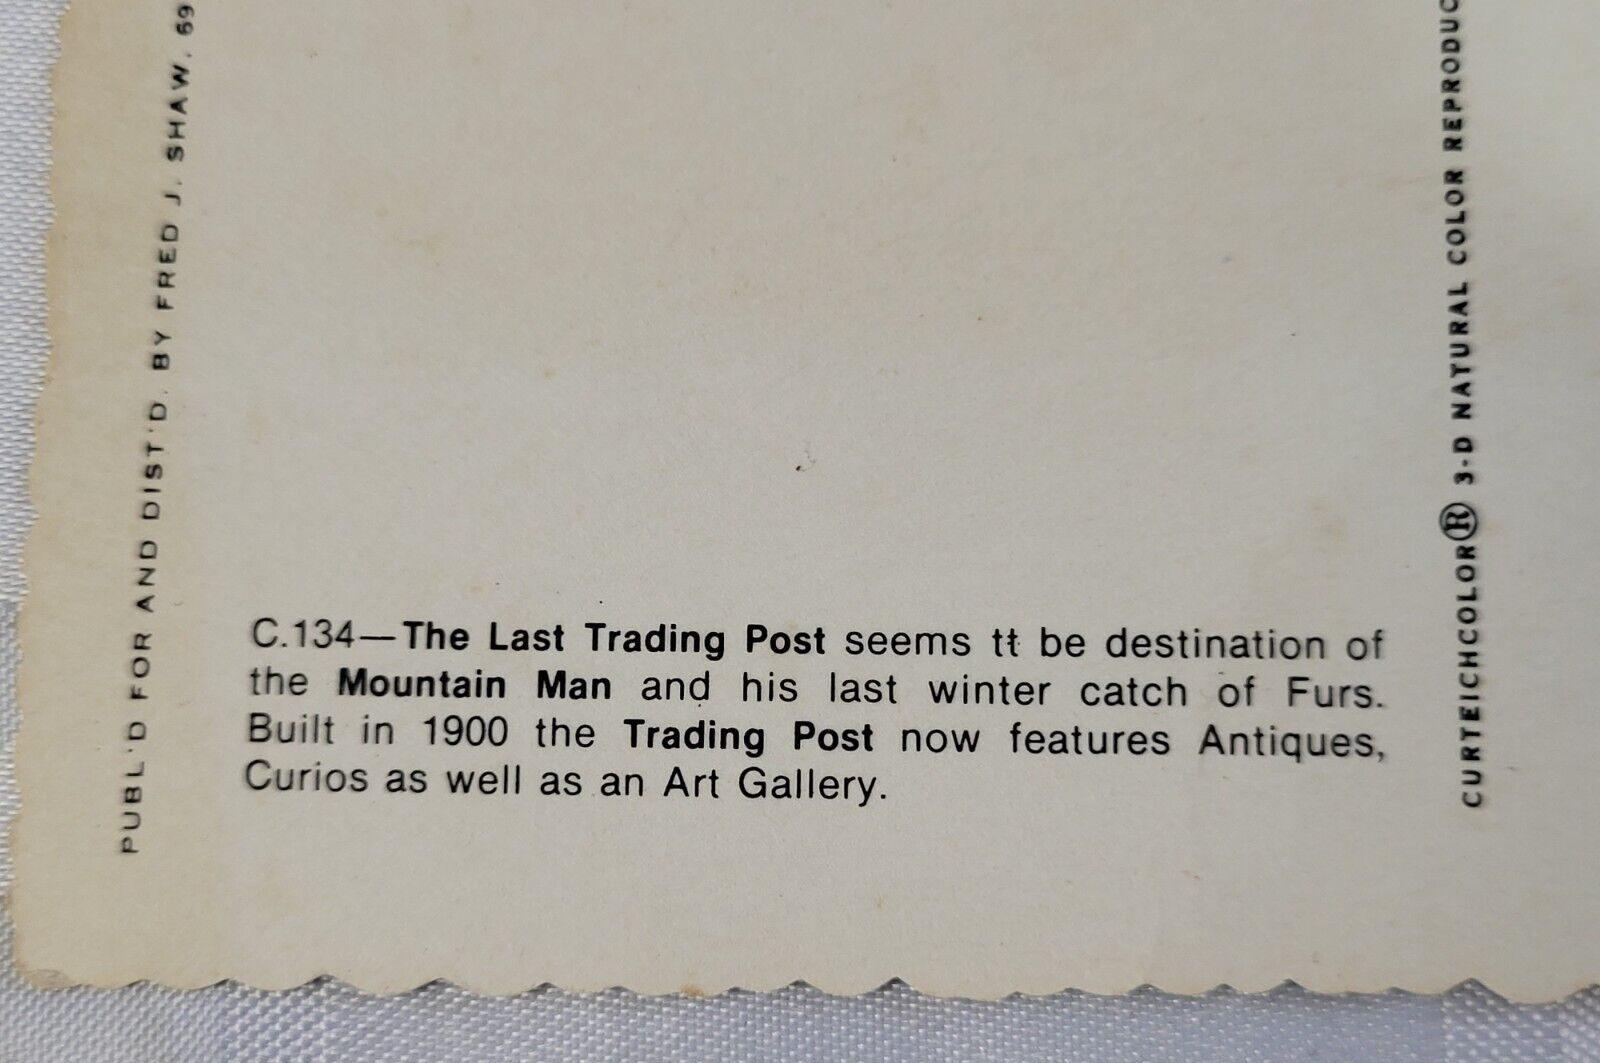 PUBL'D FOR AND DIST'D. BY FRED J. SHAW, 69
C.134—The Last Trading Post seems tt be destination of
the Mountain Man and his last winter catch of Furs.
Built in 1900 the Trading Post now features Antiques,
Curios as well as an Art Gallery.
CURTEICHCOLOR® 3-D NATURAL COLOR REPRODUC